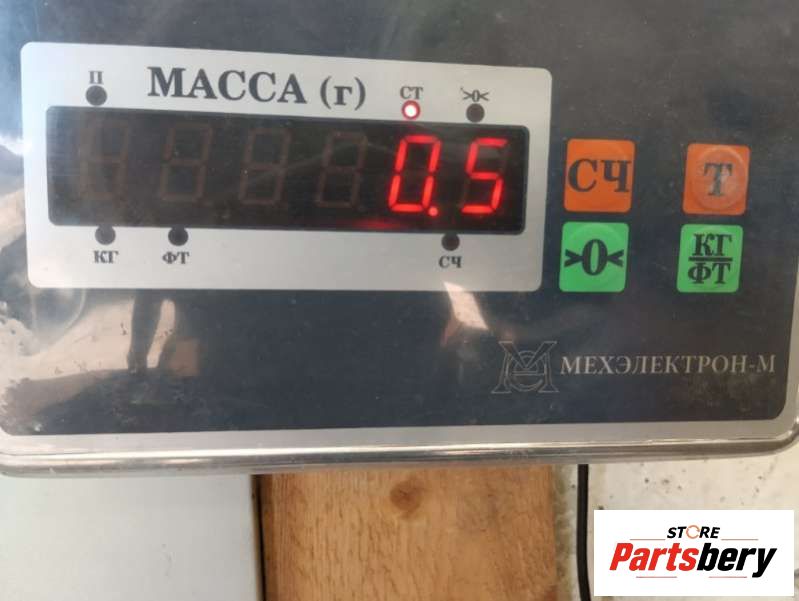 П
МАССА (г)
СТ
>0<
0.5
КГ
ФТ
СЧ
СЧ
Т
>0<
КГ
ФТ
МЕХЭЛЕКТРОН-М
STORE
Partsbery